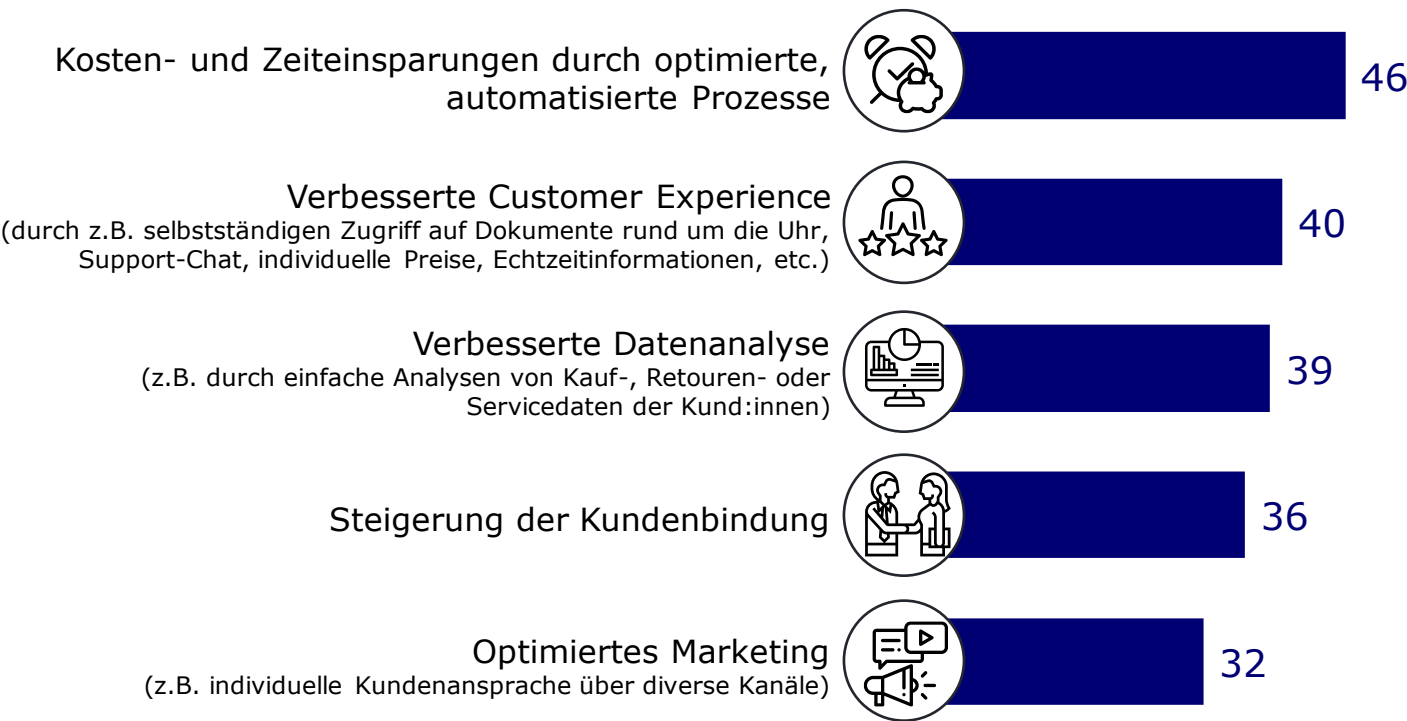 Kosten- und Zeiteinsparungen durch optimierte,
automatisierte Prozesse
46
Verbesserte Customer Experience
(durch z.B. selbstständigen Zugriff auf Dokumente rund um die Uhr,
Support-Chat, individuelle Preise, Echtzeitinformationen, etc.)
40
Verbesserte Datenanalyse
(z.B. durch einfache Analysen von Kauf-, Retouren- oder
Servicedaten der Kund:innen)
39
Steigerung der Kundenbindung
36
Optimiertes Marketing
(z.B. individuelle Kundenansprache über diverse Kanäle)
32